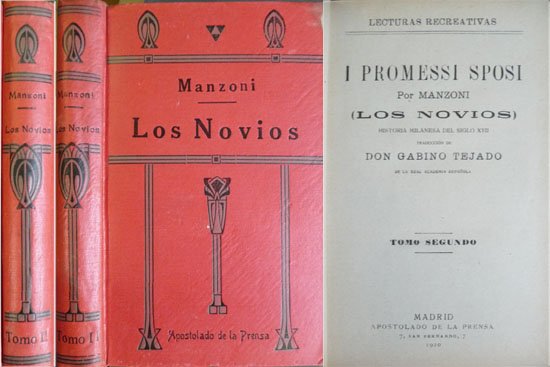 Manzoni
Los Novios
Tomo II
Manzoni
Los Novios
Tomo I
Manzoni
Los Novios
Apostolado de la Prensa
LECTURAS RECREATIVAS
I PROMESSI SPOSI
Por MANZONI
(LOS NOVIOS)
HISTORIA MILANESA DEL SIGLO XVII
TRADUCCIÓN DE
DON GABINO TEJADO
DE LA REAL ACADEMIA ESPAÑOLA
TOMO SEGUNDO
MADRID
APOSTOLADO DE LA PRENSA
7, SAN BERNARDO, 7
1920